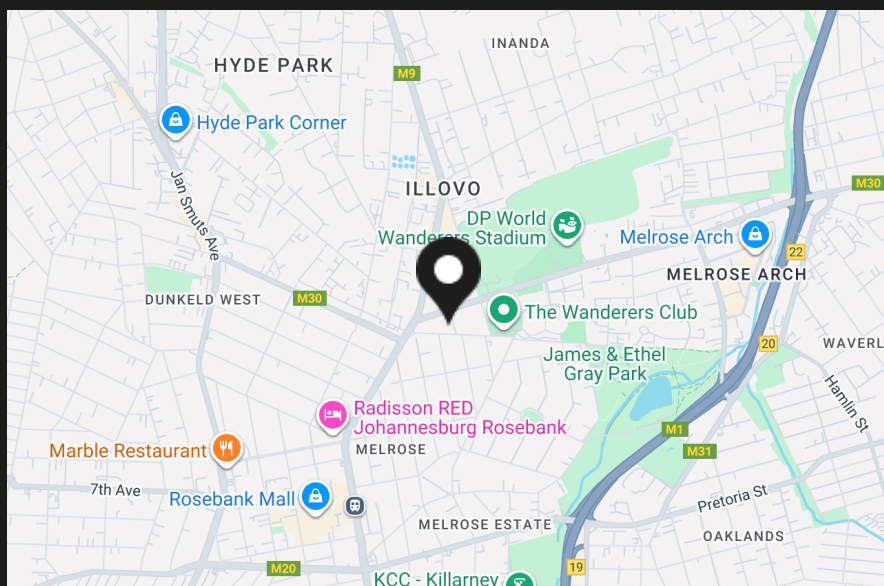 INANDA
HYDE PARK
M9
Hyde Park Corner
Jan Smuts Ave
ILLOVO
M30
DP World
Wanderers Stadium
Melrose Arch
22
MELROSE ARCH
DUNKELD WEST
M30
The Wanderers Club
20
WAVERL
James & Ethel
Gray Park
Hamlin St
Radisson RED
Johannesburg Rosebank
M1
Marble Restaurant
MELROSE
M31
7th Ave
Rosebank Mall
Pretoria St
MELROSE ESTATE
OAKLANDS
M20
19
KCC - Killarney